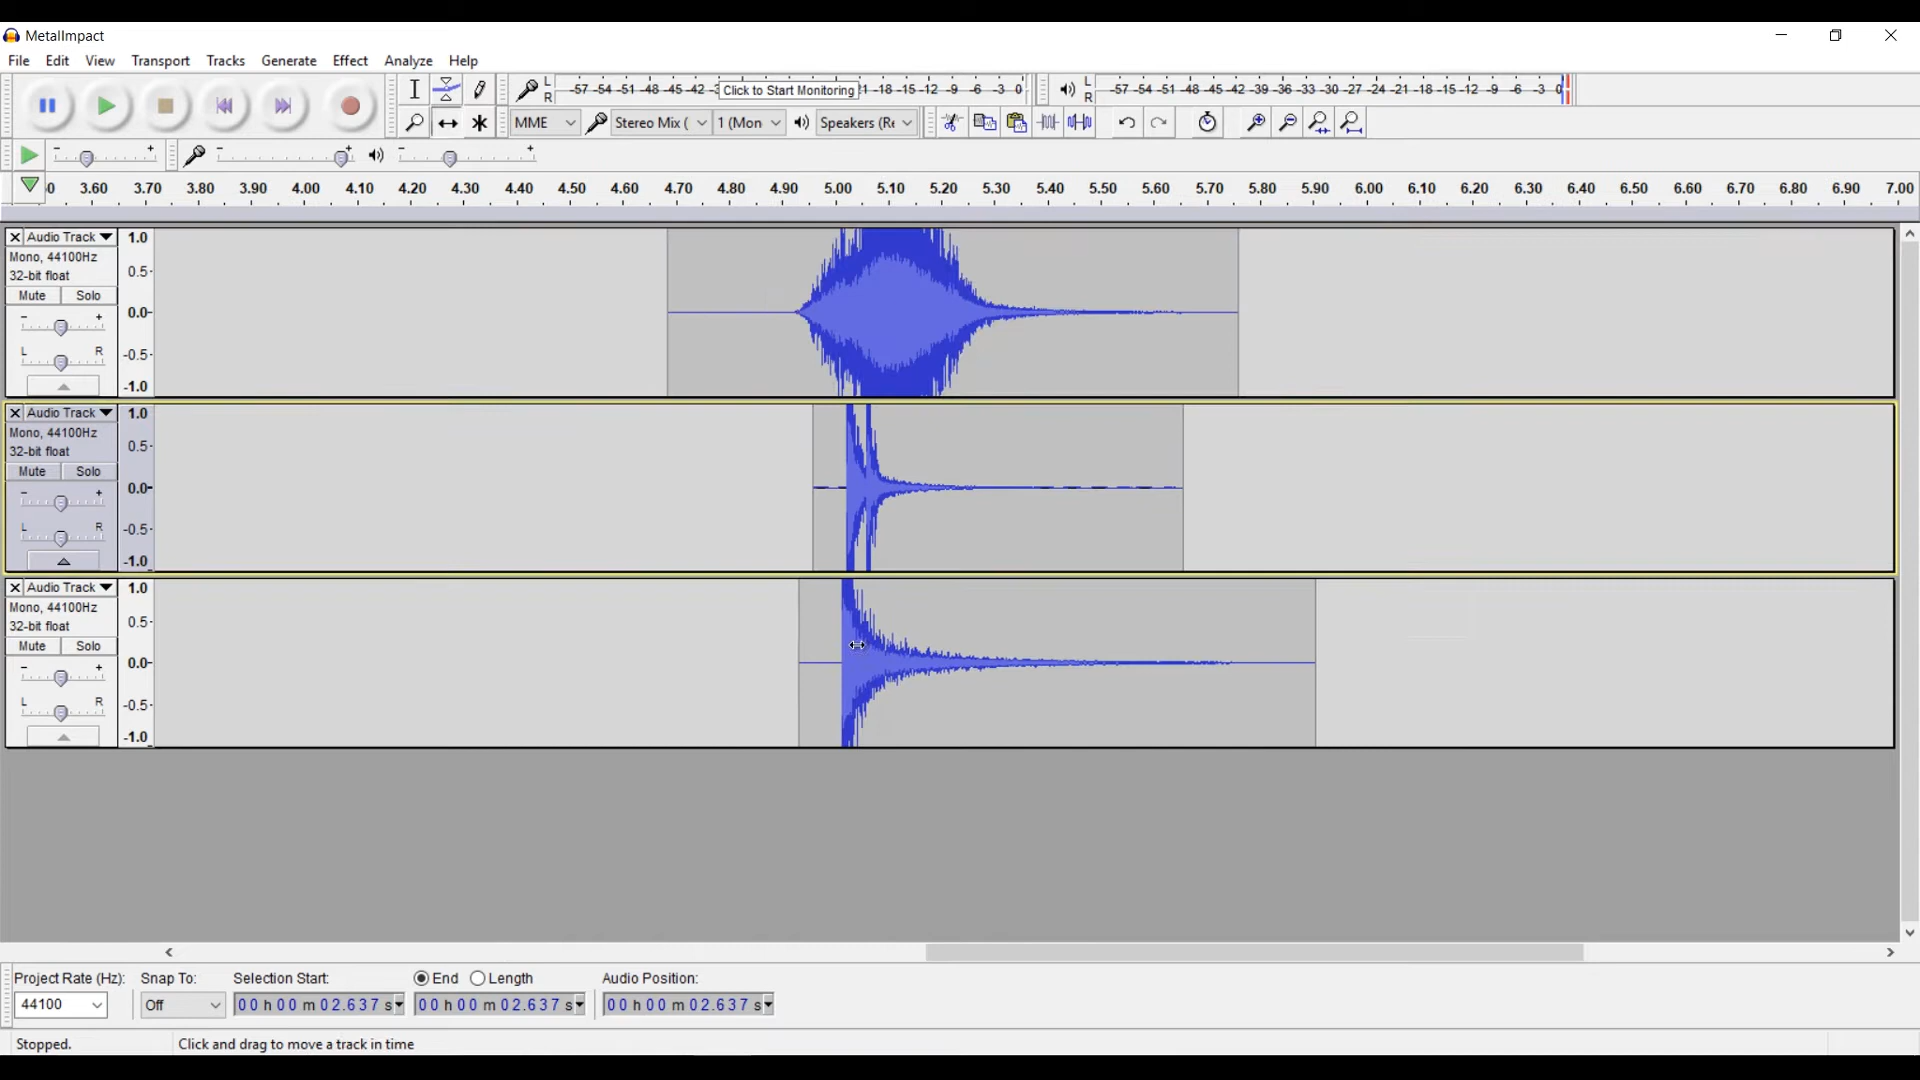 MetalImpact
File Edit View Transport Tracks Generate Effect Analyze Help
L
R
-57 -54 -51 -48 -45 -42 -3 Click to Start Monitoring 21 -18 -15 -12 -9 -6 -3 0
L
R
-57 -54 -51 -48 -45 -42 -39 -36 -33 -30 -27 -24 -21 -18 -15 -12 -9 -6 -3 0
MME Stereo Mix ( 1 (Mon Speakers (Re
- + - + - +
0 3.60 3.70 3.80 3.90 4.00 4.10 4.20 4.30 4.40 4.50 4.60 4.70 4.80 4.90 5.00 5.10 5.20 5.30 5.40 5.50 5.60 5.70 5.80 5.90 6.00 6.10 6.20 6.30 6.40 6.50 6.60 6.70 6.80 6.90 7.00
Audio Track 1.0
Mono, 44100Hz
32-bit float 0.5
Mute Solo
- + 0.0
L R -0.5
-1.0
Audio Track 1.0
Mono, 44100Hz
32-bit float 0.5
Mute Solo
- + 0.0
L R -0.5
-1.0
Audio Track 1.0
Mono, 44100Hz
32-bit float 0.5
Mute Solo
- + 0.0
L R -0.5
-1.0
Project Rate (Hz): Snap To: Selection Start: End Length Audio Position:
44100 Off 00 h 00 m 02.637 s 00 h 00 m 02.637 s 00 h 00 m 02.637 s
Stopped. Click and drag to move a track in time